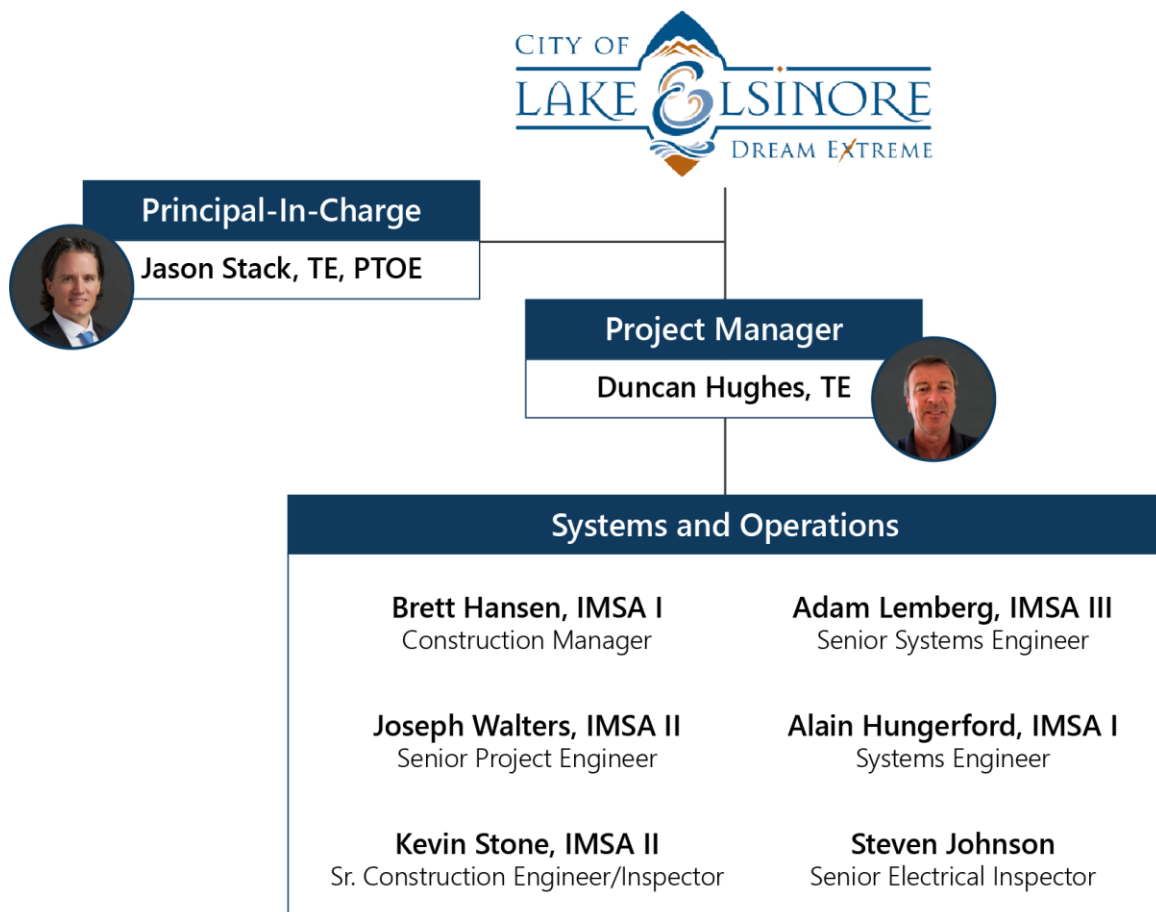 CITY OF
LAKE ELSINORE
DREAM EXTREME
Principal-In-Charge
Jason Stack, TE, PTOE
Project Manager
Duncan Hughes, TE
Systems and Operations
Brett Hansen, IMSA I
Construction Manager
Adam Lemberg, IMSA III
Senior Systems Engineer
Joseph Walters, IMSA II
Senior Project Engineer
Alain Hungerford, IMSA I
Systems Engineer
Kevin Stone, IMSA II
Sr. Construction Engineer/Inspector
Steven Johnson
Senior Electrical Inspector